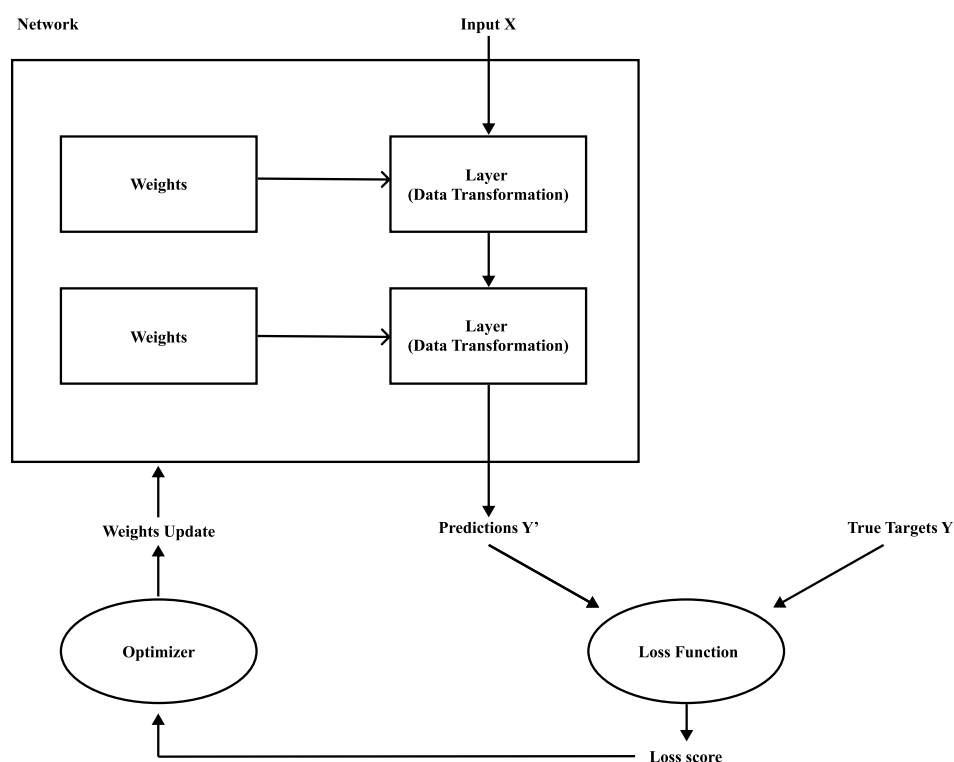 Network
Input X
Weights
Layer
(Data Transformation)
Weights
Layer
(Data Transformation)
Weights Update
Predictions Y’
True Targets Y
Optimizer
Loss Function
Loss score